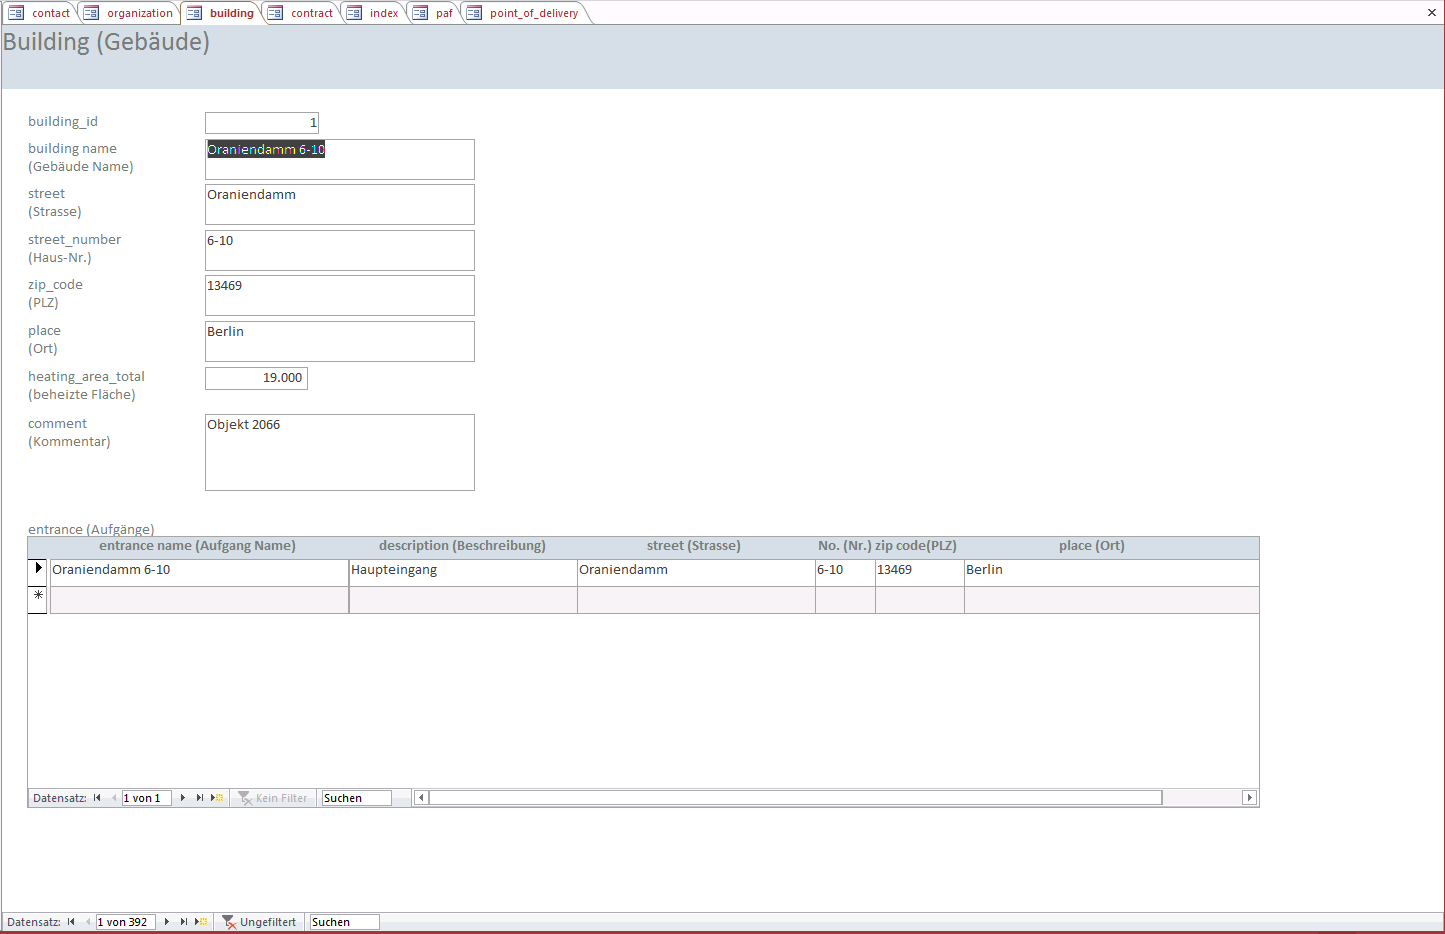 contact organization building contract index paf point_of_delivery
Building (Gebäude)
building_id 1
building name Oraniendamm 6-10
(Gebäude Name)
street Oraniendamm
(Strasse)
street_number 6-10
(Haus-Nr.)
zip_code 13469
(PLZ)
place Berlin
(Ort)
heating_area_total 19.000
(beheizte Fläche)
comment Objekt 2066
(Kommentar)
entrance (Aufgänge)
entrance name (Aufgang Name) description (Beschreibung) street (Strasse) No. (Nr.) zip code(PLZ) place (Ort)
Oraniendamm 6-10 Haupteingang Oraniendamm 6-10 13469 Berlin
Datensatz: 1 von 1 Kein Filter Suchen
Datensatz: 1 von 392 Ungefiltert Suchen